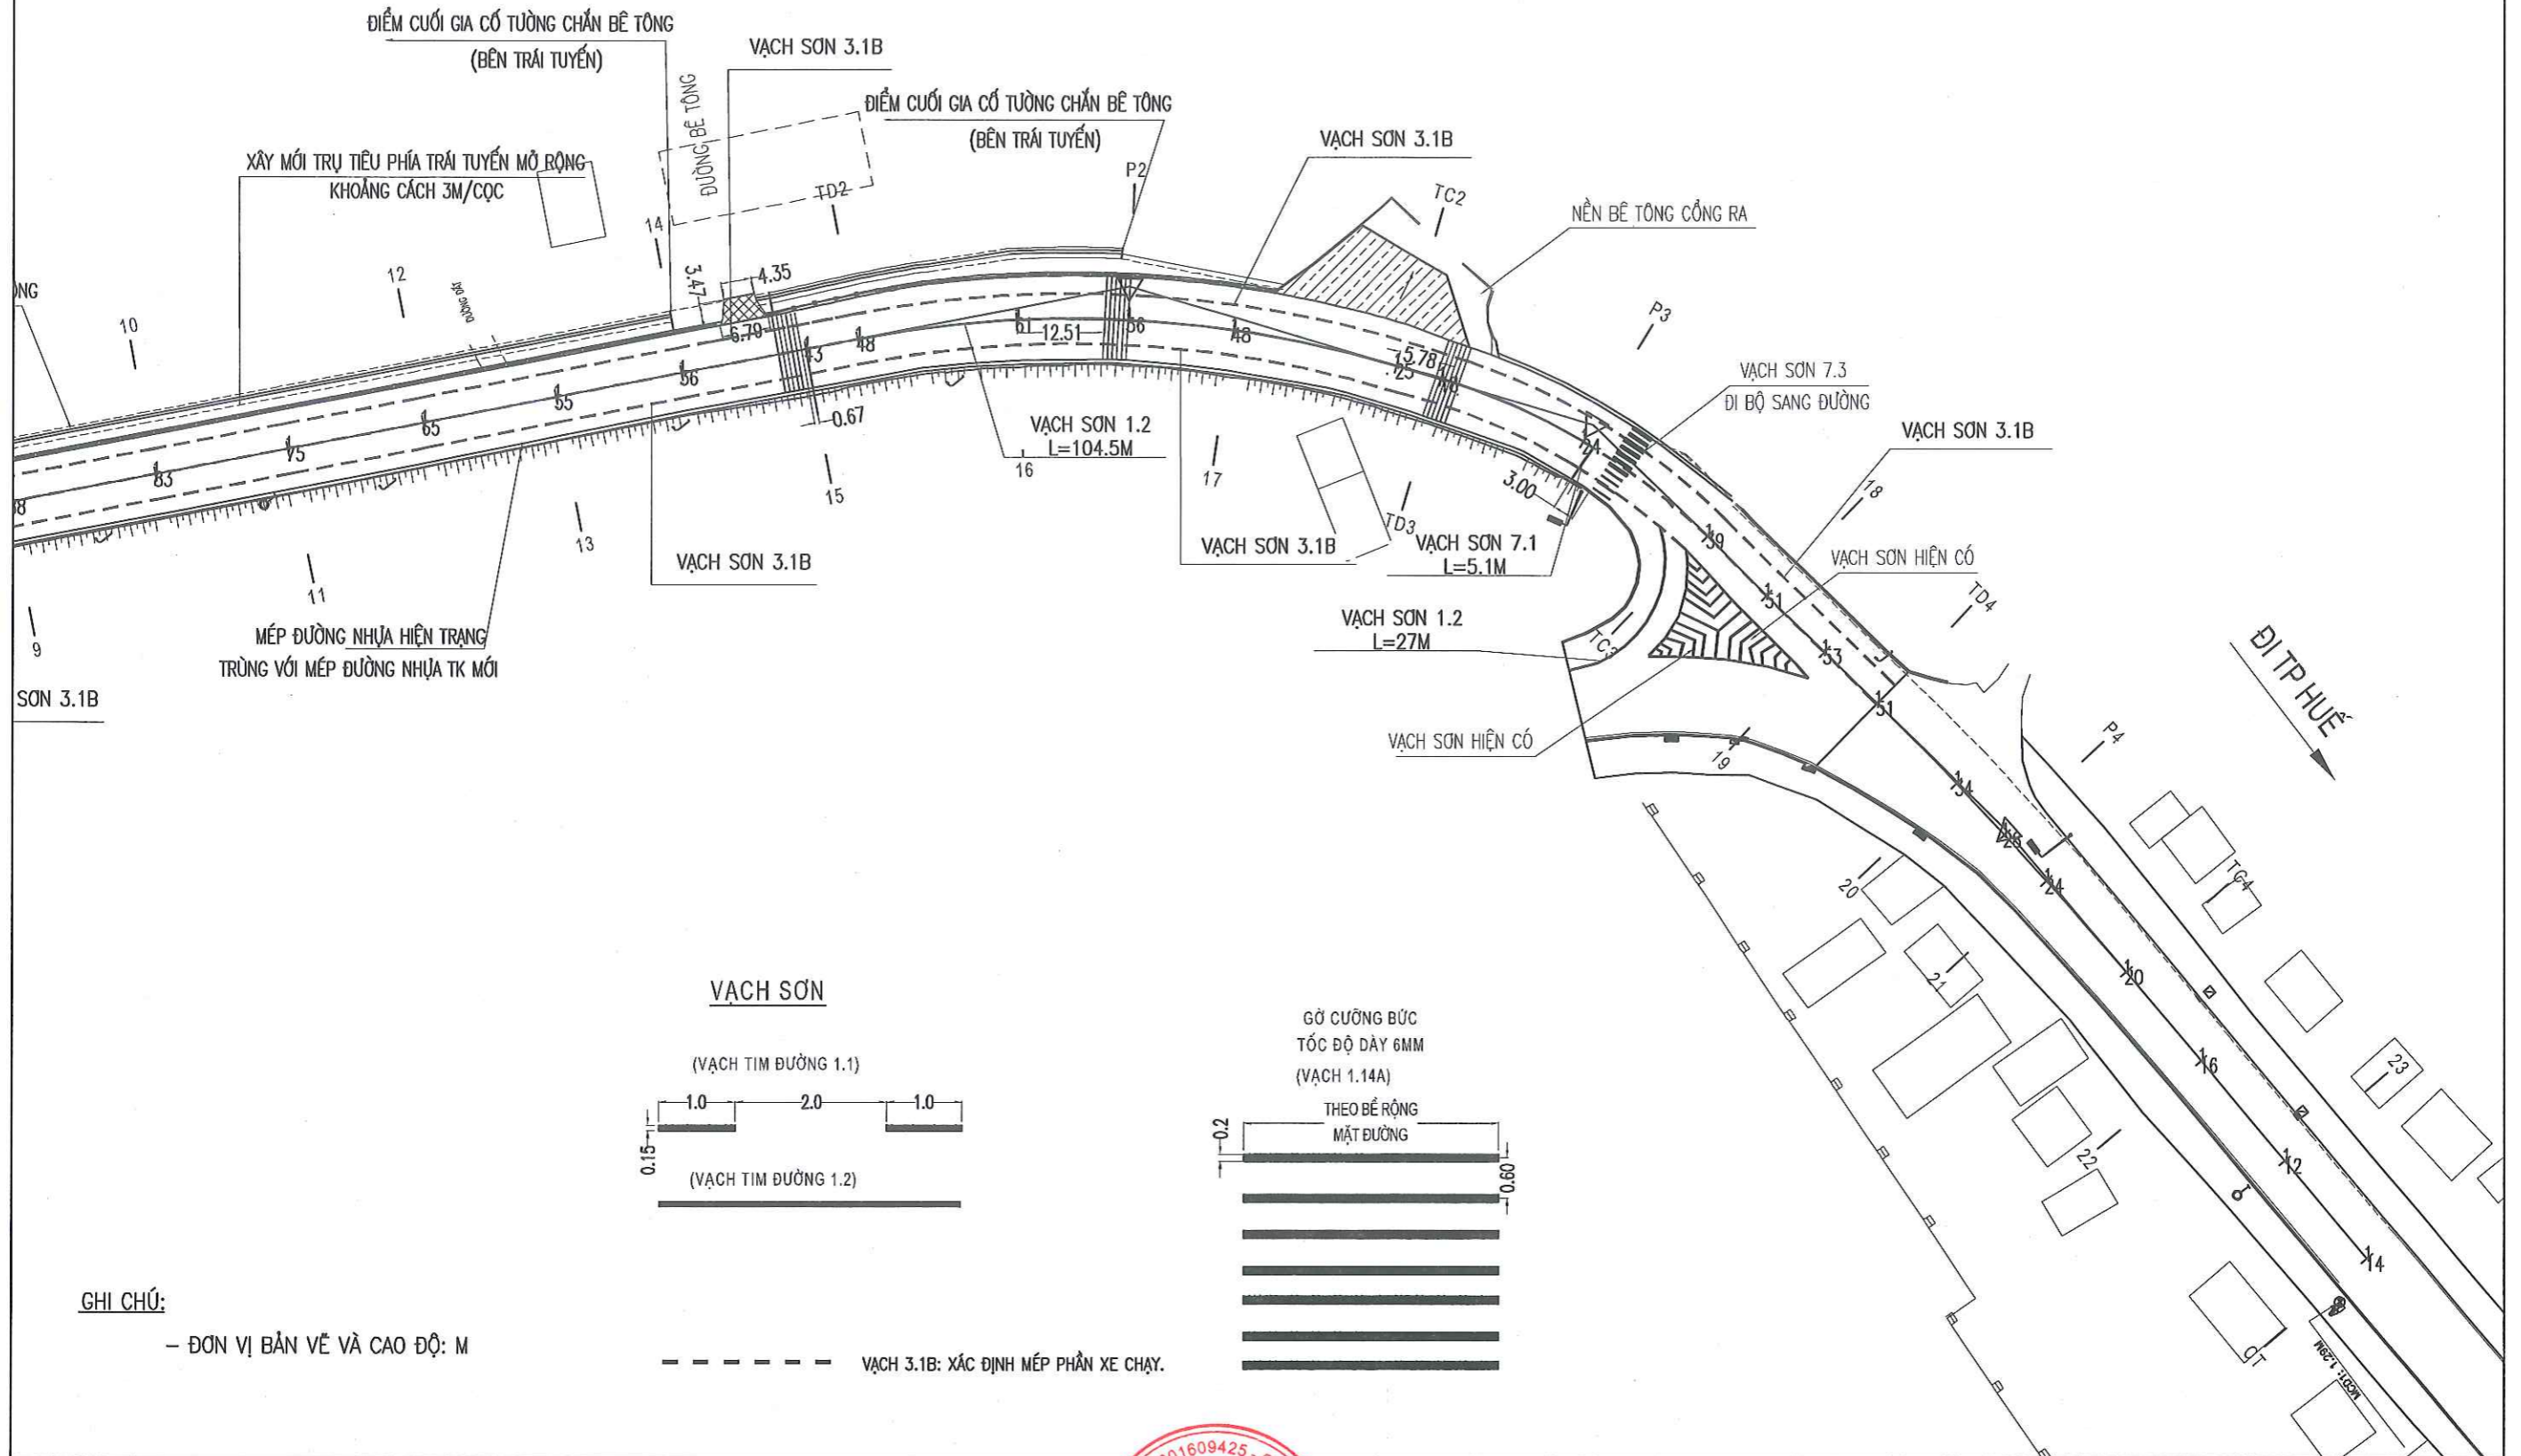 ĐIỂM CUỐI GIA CỐ TƯỜNG CHẮN BÊ TÔNG
(BÊN TRÁI TUYẾN)
VẠCH SƠN 3.1B
ĐƯỜNG BÊ TÔNG
ĐIỂM CUỐI GIA CỐ TƯỜNG CHẮN BÊ TÔNG
(BÊN TRÁI TUYẾN)
VẠCH SƠN 3.1B
XÂY MỚI TRỤ TIÊU PHÍA TRÁI TUYẾN MỞ RỘNG
KHOẢNG CÁCH 3M/CỌC
TD2
P2
TC2
NỀN BÊ TÔNG CỔNG RA
14
12
10
ĐƯỜNG ĐẤT
3.47
4.35
6.79
12.51
5.78
P3
VẠCH SƠN 7.3
ĐI BỘ SANG ĐƯỜNG
VẠCH SƠN 3.1B
0.67
VẠCH SƠN 1.2
L=104.5M
16
15
17
3.00
18
13
11
9
VẠCH SƠN 3.1B
VẠCH SƠN 3.1B
TD3
VẠCH SƠN 7.1
L=5.1M
VẠCH SƠN HIỆN CÓ
TD4
VẠCH SƠN 1.2
L=27M
TC3
MÉP ĐƯỜNG NHỰA HIỆN TRẠNG
TRÙNG VỚI MÉP ĐƯỜNG NHỰA TK MỚI
SƠN 3.1B
ĐI TP HUẾ
VẠCH SƠN HIỆN CÓ
P4
19
20
TC4
21
23
22
CT
MCD1: 1.29M
VẠCH SƠN
(VẠCH TIM ĐƯỜNG 1.1)
1.0 2.0 1.0
0.15
(VẠCH TIM ĐƯỜNG 1.2)
GỜ CƯỠNG BỨC
TỐC ĐỘ DÀY 6MM
(VẠCH 1.14A)
THEO BỀ RỘNG
MẶT ĐƯỜNG
0.2
0.60
GHI CHÚ:
– ĐƠN VỊ BẢN VẼ VÀ CAO ĐỘ: M
VẠCH 3.1B: XÁC ĐỊNH MÉP PHẦN XE CHẠY.
01609425